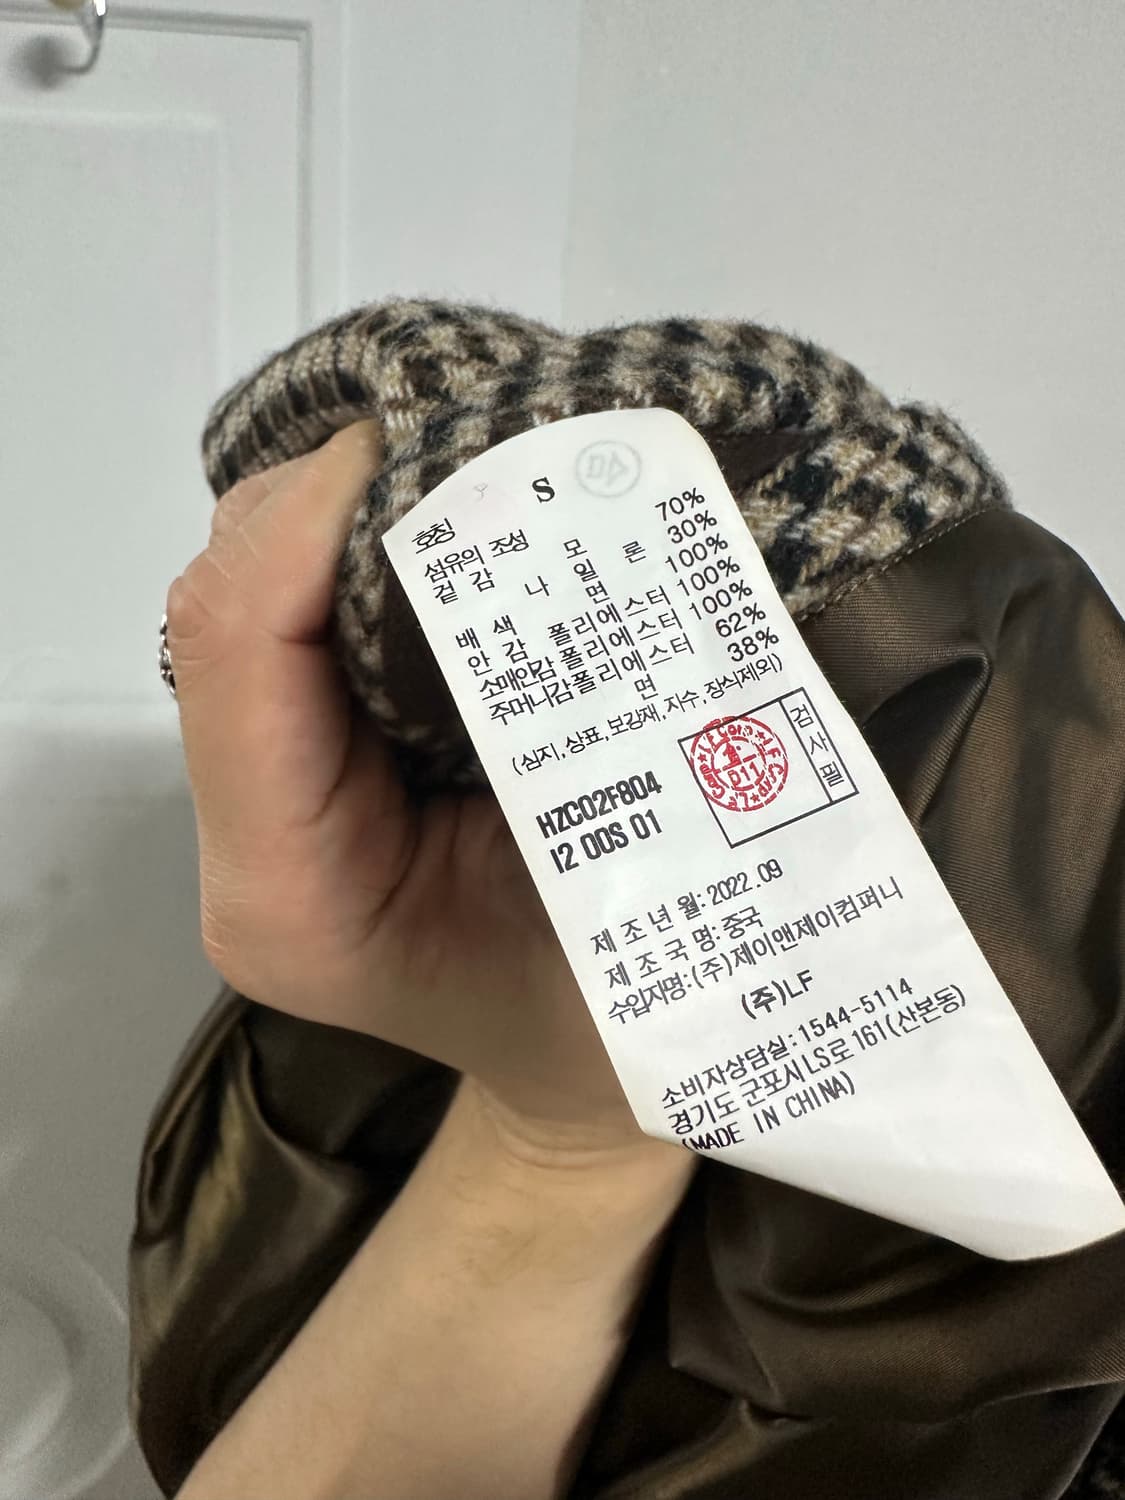 호칭 S
섬유의 조성
겉감 모 70%
나일론 30%
배색 면 100%
안감 폴리에스터 100%
소매안감 폴리에스터 100%
주머니감 폴리에스터 62%
면 38%
(심지,상표,보강재,자수,장식제외)
검사필
LF Corp
D11
HZCO2F804
I2 00S 01
제조년월:2022.09
제조국명:중국
수입자명:(주)제이앤제이컴퍼니
(주)LF
소비자상담실:1544-5114
경기도 군포시 LS로 161(산본동)
(MADE IN CHINA)